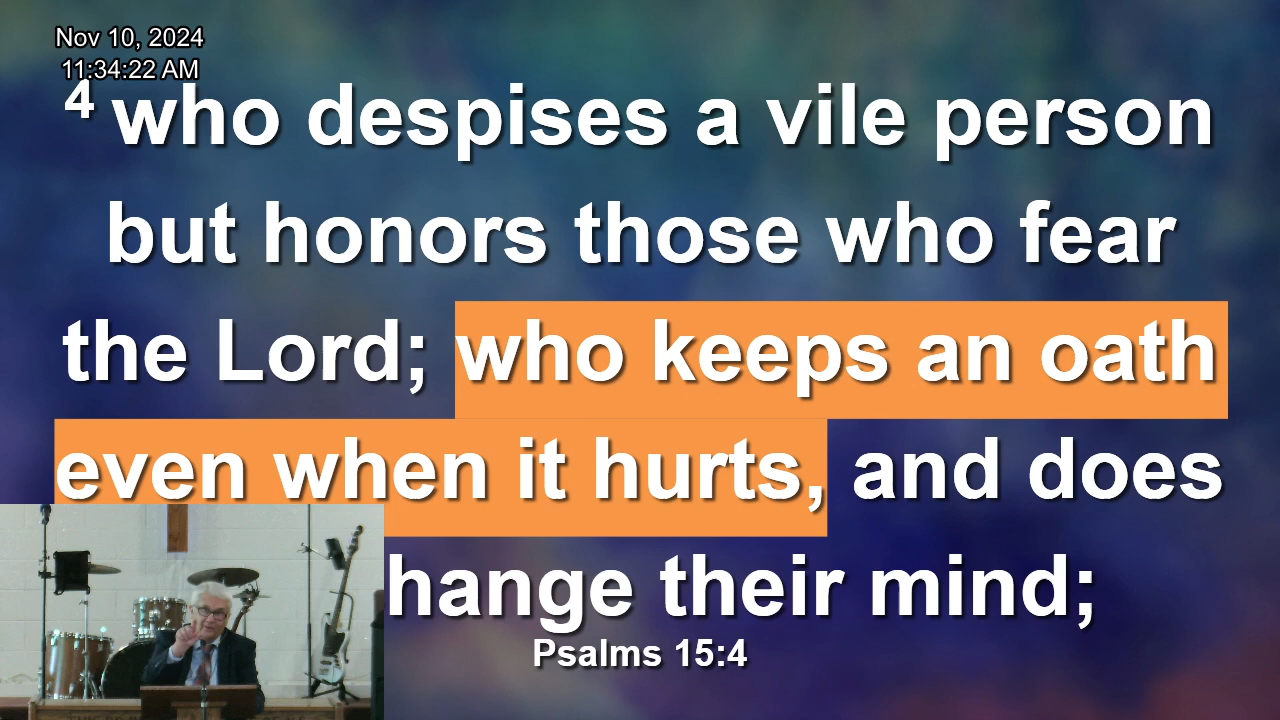 Nov 10, 2024
11:34:22 AM
4 who despises a vile person
but honors those who fear
the Lord; who keeps an oath
even when it hurts, and does
hange their mind;
Psalms 15:4